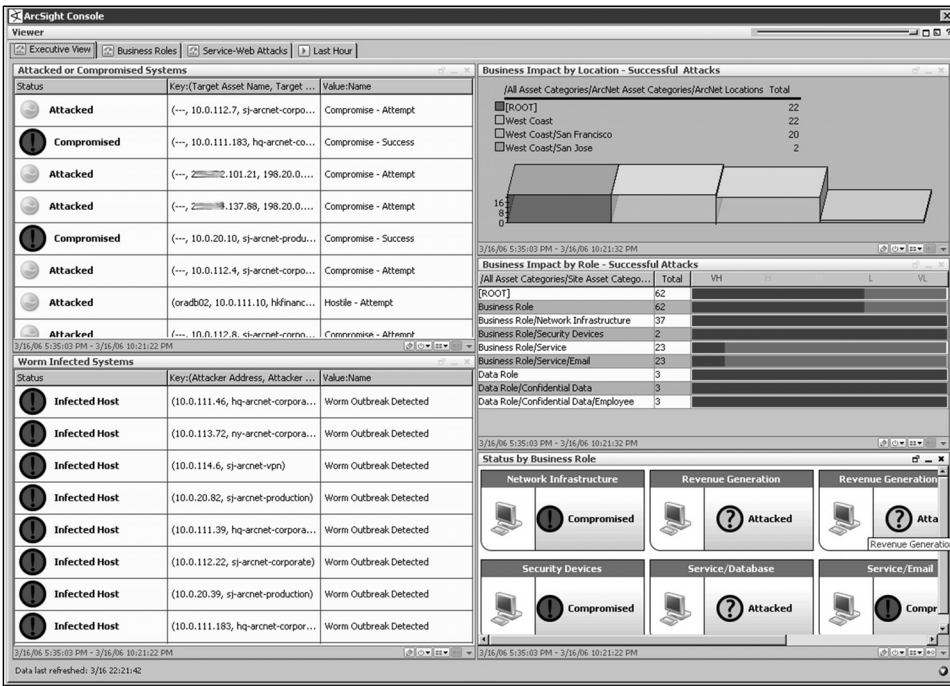 ArcSight Console
Viewer
Executive View Business Roles Service-Web Attacks Last Hour
Attacked or Compromised Systems
Status Key:(Target Asset Name, Target ... Value:Name
Attacked (---, 10.0.112.7, sj-arcnet-corpo... Compromise - Attempt
Compromised (---, 10.0.111.183, hq-arcnet-co... Compromise - Success
Attacked (---, 2 2.101.21, 198.20.0.... Compromise - Attempt
Attacked (---, 2 .137.88, 198.20.0.... Compromise - Attempt
Compromised (---, 10.0.20.10, sj-arcnet-produ... Compromise - Success
Attacked (---, 10.0.112.4, sj-arcnet-corpo... Compromise - Attempt
Attacked (oradb02, 10.0.111.10, hkfinanc... Hostile - Attempt
Attacked (---, 10.0.112.8, sj-arcnet-corpo... Compromise - Attempt
3/16/06 5:35:03 PM - 3/16/06 10:21:22 PM
Worm Infected Systems
Status Key:(Attacker Address, Attacker ... Value:Name
Infected Host (10.0.111.46, hq-arcnet-corpora... Worm Outbreak Detected
Infected Host (10.0.113.72, ny-arcnet-corpora... Worm Outbreak Detected
Infected Host (10.0.114.6, sj-arcnet-vpn) Worm Outbreak Detected
Infected Host (10.0.20.82, sj-arcnet-production) Worm Outbreak Detected
Infected Host (10.0.111.39, hq-arcnet-corpora... Worm Outbreak Detected
Infected Host (10.0.112.22, sj-arcnet-corporate) Worm Outbreak Detected
Infected Host (10.0.20.39, sj-arcnet-production) Worm Outbreak Detected
Infected Host (10.0.111.183, hq-arcnet-corpor... Worm Outbreak Detected
3/16/06 5:35:03 PM - 3/16/06 10:21:22 PM
Business Impact by Location - Successful Attacks
/All Asset Categories/ArcNet Asset Categories/ArcNet Locations Total
[ROOT] 22
West Coast 22
West Coast/San Francisco 20
West Coast/San Jose 2
16
8
0
3/16/06 5:35:03 PM - 3/16/06 10:21:32 PM
Business Impact by Role - Successful Attacks
/All Asset Categories/Site Asset Catego... Total VH H L VL
[ROOT] 62
Business Role 62
Business Role/Network Infrastructure 37
Business Role/Security Devices 2
Business Role/Service 23
Business Role/Service/Email 23
Data Role 3
Data Role/Confidential Data 3
Data Role/Confidential Data/Employee 3
3/16/06 5:35:03 PM - 3/16/06 10:21:32 PM
Status by Business Role
Network Infrastructure Revenue Generation Revenue Generation
Compromised Attacked Atta
Revenue Generatio
Security Devices Service/Database Service/Email
Compromised Attacked Compr
3/16/06 5:35:03 PM - 3/16/06 10:21:22 PM
Data last refreshed: 3/16 22:21:42